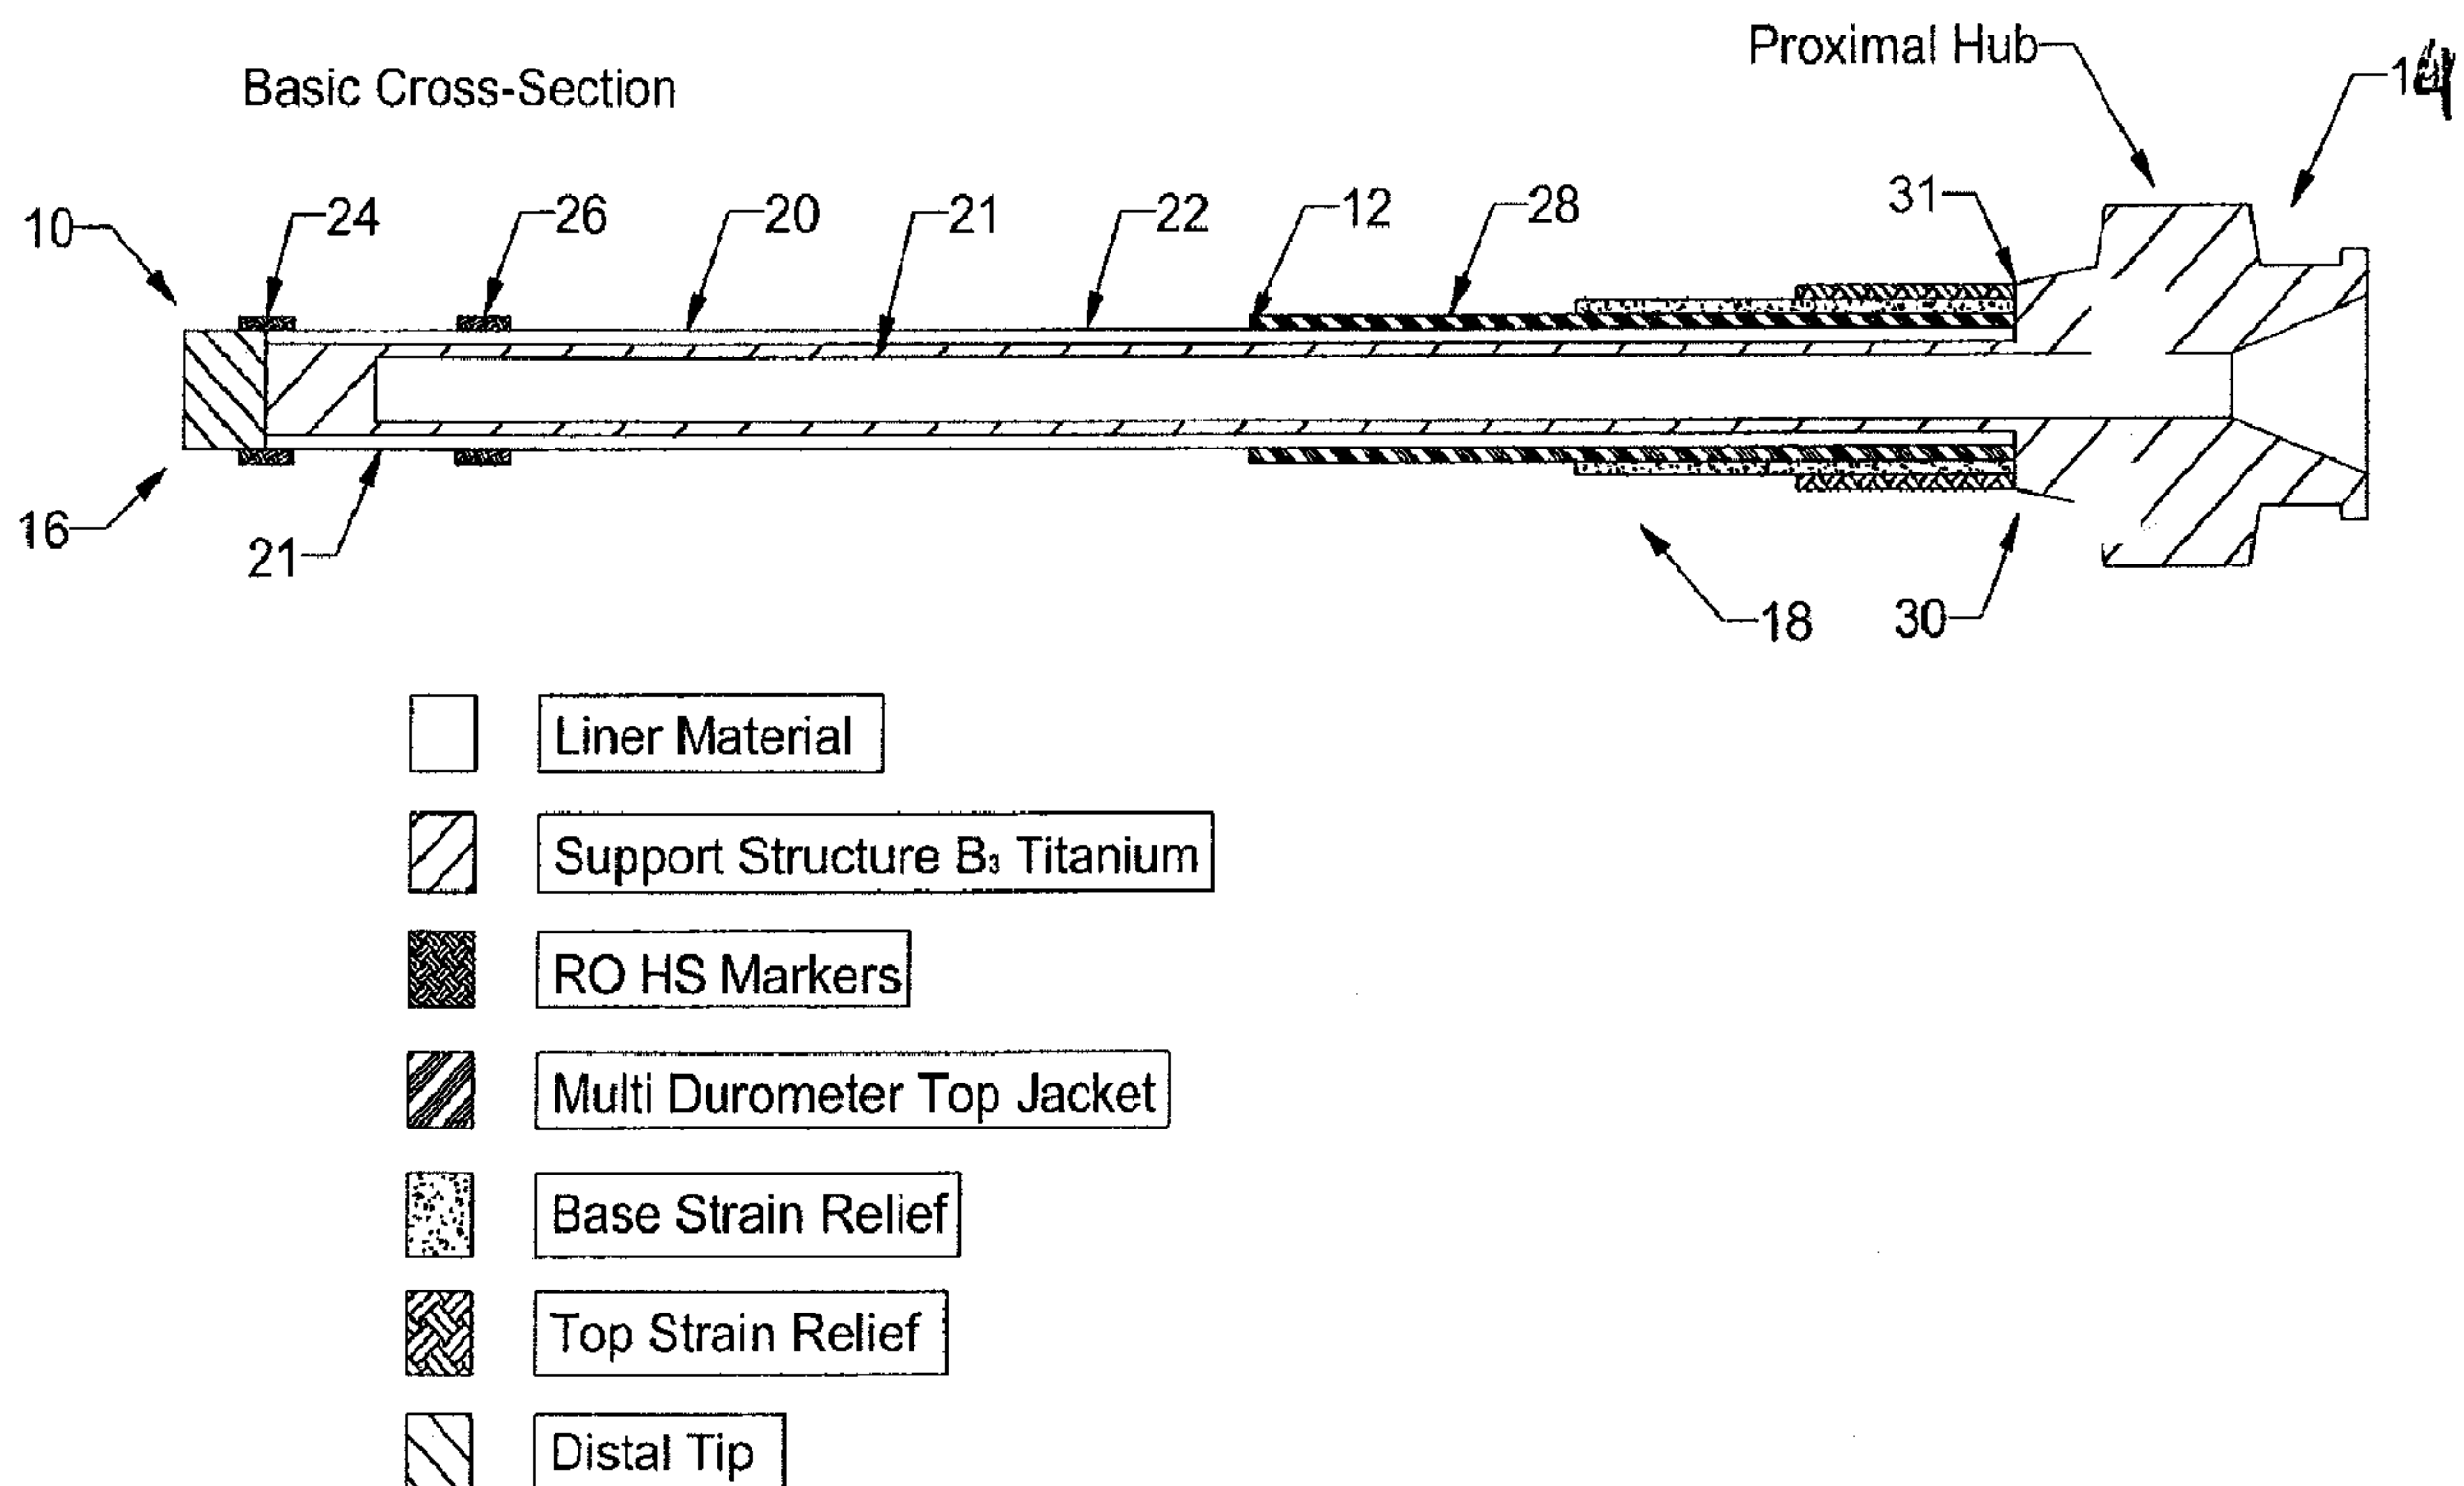 Proximal Hub
Basic Cross-Section
10
24
26
20
21
22
12
28
31
16
21
18
30
Liner Material
Support Structure B₃ Titanium
RO HS Markers
Multi Durometer Top Jacket
Base Strain Relief
Top Strain Relief
Distal Tip